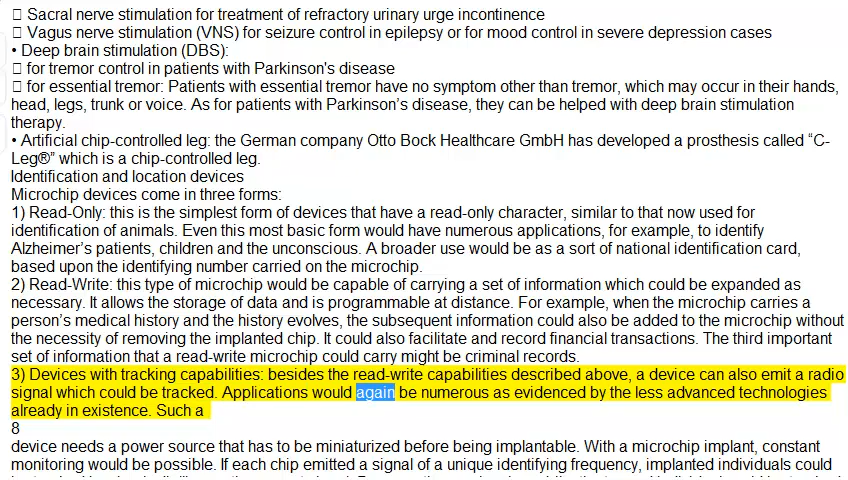 Sacral nerve stimulation for treatment of refractory urinary urge incontinence
 Vagus nerve stimulation (VNS) for seizure control in epilepsy or for mood control in severe depression cases
• Deep brain stimulation (DBS):
 for tremor control in patients with Parkinson's disease
 for essential tremor: Patients with essential tremor have no symptom other than tremor, which may occur in their hands,
head, legs, trunk or voice. As for patients with Parkinson’s disease, they can be helped with deep brain stimulation
therapy.
• Artificial chip-controlled leg: the German company Otto Bock Healthcare GmbH has developed a prosthesis called “C-
Leg®” which is a chip-controlled leg.
Identification and location devices
Microchip devices come in three forms:
1) Read-Only: this is the simplest form of devices that have a read-only character, similar to that now used for
identification of animals. Even this most basic form would have numerous applications, for example, to identify
Alzheimer’s patients, children and the unconscious. A broader use would be as a sort of national identification card,
based upon the identifying number carried on the microchip.
2) Read-Write: this type of microchip would be capable of carrying a set of information which could be expanded as
necessary. It allows the storage of data and is programmable at distance. For example, when the microchip carries a
person’s medical history and the history evolves, the subsequent information could also be added to the microchip without
the necessity of removing the implanted chip. It could also facilitate and record financial transactions. The third important
set of information that a read-write microchip could carry might be criminal records.
3) Devices with tracking capabilities: besides the read-write capabilities described above, a device can also emit a radio
signal which could be tracked. Applications would again be numerous as evidenced by the less advanced technologies
already in existence. Such a
8
device needs a power source that has to be miniaturized before being implantable. With a microchip implant, constant
monitoring would be possible. If each chip emitted a signal of a unique identifying frequency, implanted individuals could